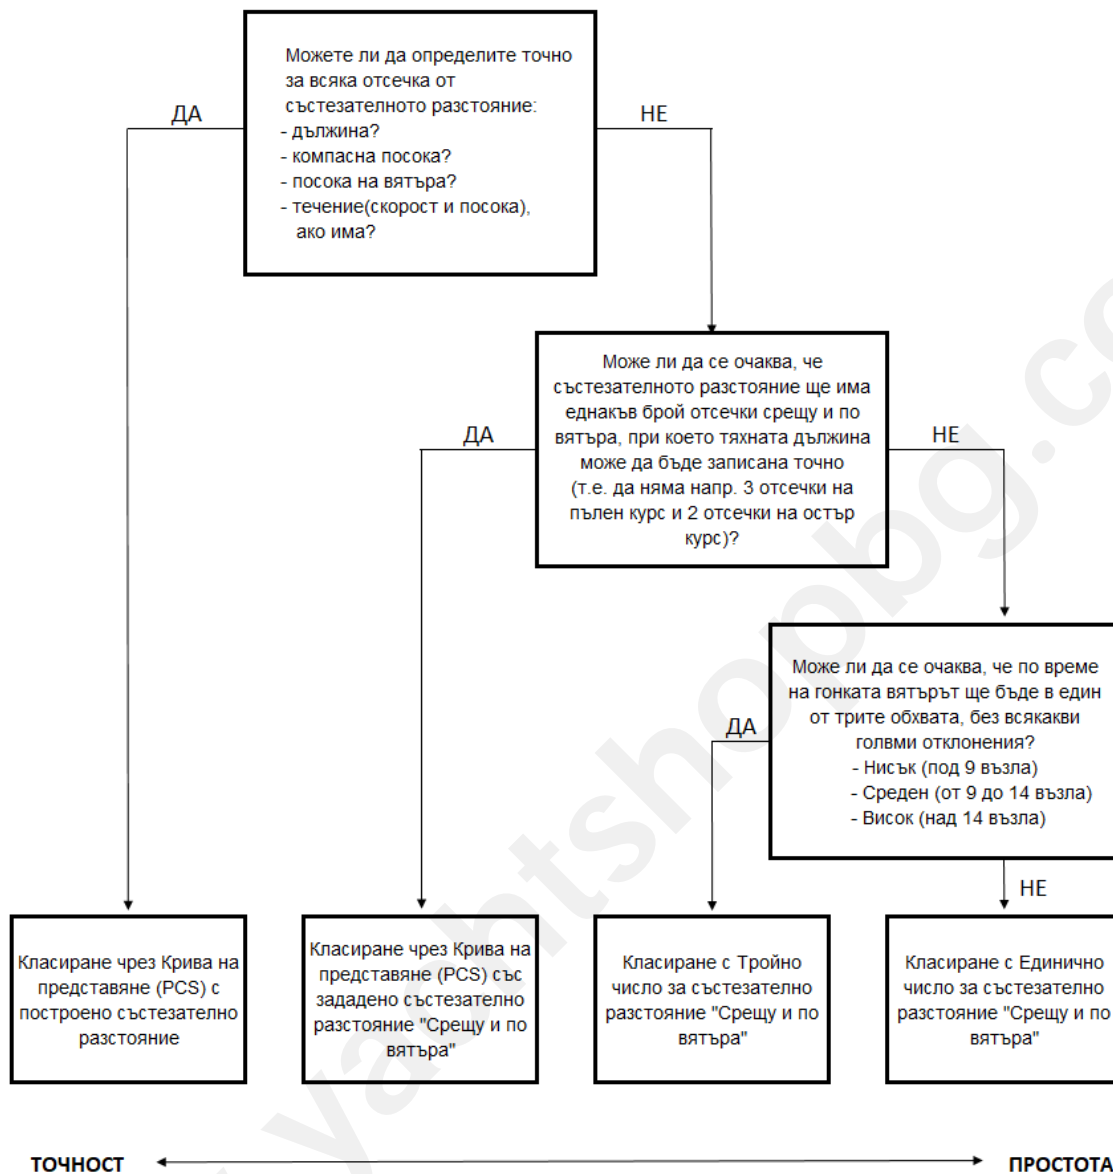 Можете ли да определите точно
за всяка отсечка от
състезателното разстояние:
- дължина?
- компасна посока?
- посока на вятъра?
- течение(скорост и посока),
ако има?
ДА
НЕ
Може ли да се очаква, че
състезателното разстояние ще има
еднакъв брой отсечки срещу и по
вятъра, при което тяхната дължина
може да бъде записана точно
(т.е. да няма напр. 3 отсечки на
пълен курс и 2 отсечки на остър
курс)?
ДА
НЕ
Може ли да се очаква, че по време
на гонката вятърът ще бъде в един
от трите обхвата, без всякакви
голвми отклонения?
- Нисък (под 9 възла)
- Среден (от 9 до 14 възла)
- Висок (над 14 възла)
ДА
НЕ
Класиране чрез Крива на
представяне (PCS) с
построено състезателно
разстояние
Класиране чрез Крива на
представяне (PCS) със
зададено състезателно
разстояние "Срещу и по
вятъра"
Класиране с Тройно
число за състезателно
разстояние "Срещу и по
вятъра"
Класиране с Единично
число за състезателно
разстояние "Срещу и по
вятъра"
ТОЧНОСТ
ПРОСТОТА
yachtshopbg.co